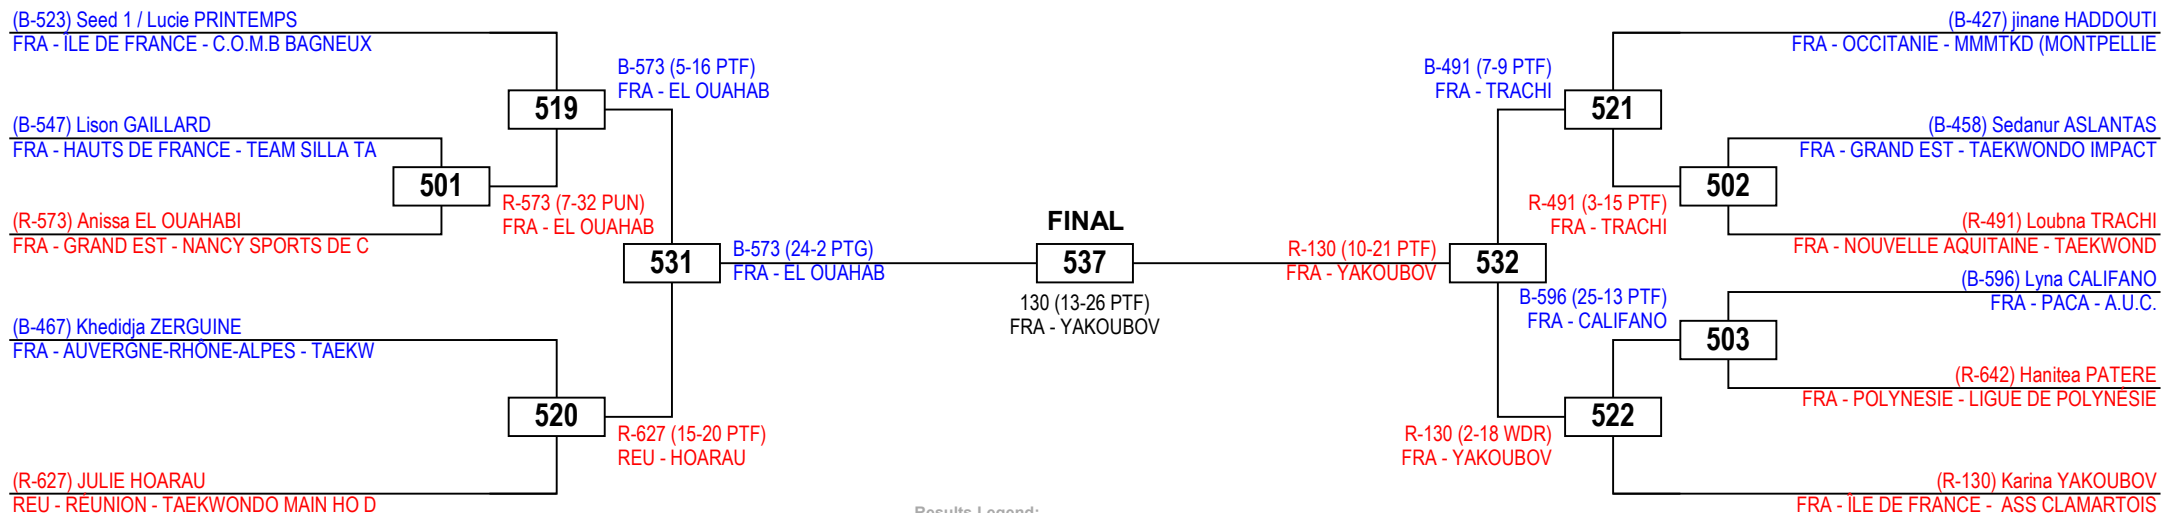 (B-523) Seed 1 / Lucie PRINTEMPS
FRA - ÎLE DE FRANCE - C.O.M.B BAGNEUX
B-573 (5-16 PTF)
FRA - EL OUAHAB
519
(B-547) Lison GAILLARD
FRA - HAUTS DE FRANCE - TEAM SILLA TA
501
R-573 (7-32 PUN)
FRA - EL OUAHAB
(R-573) Anissa EL OUAHABI
FRA - GRAND EST - NANCY SPORTS DE C
531
B-573 (24-2 PTG)
FRA - EL OUAHAB
(B-467) Khedidja ZERGUINE
FRA - AUVERGNE-RHÔNE-ALPES - TAEKW
520
R-627 (15-20 PTF)
REU - HOARAU
(R-627) JULIE HOARAU
REU - RÉUNION - TAEKWONDO MAIN HO D
FINAL
537
130 (13-26 PTF)
FRA - YAKOUBOV
(B-427) jinane HADDOUTI
FRA - OCCITANIE - MMMTKD (MONTPELLIE
B-491 (7-9 PTF)
FRA - TRACHI
521
(B-458) Sedanur ASLANTAS
FRA - GRAND EST - TAEKWONDO IMPACT
502
R-491 (3-15 PTF)
FRA - TRACHI
(R-491) Loubna TRACHI
FRA - NOUVELLE AQUITAINE - TAEKWOND
R-130 (10-21 PTF)
FRA - YAKOUBOV
532
(B-596) Lyna CALIFANO
FRA - PACA - A.U.C.
B-596 (25-13 PTF)
FRA - CALIFANO
503
(R-642) Hanitea PATERE
FRA - POLYNESIE - LIGUE DE POLYNÉSIE
522
R-130 (2-18 WDR)
FRA - YAKOUBOV
(R-130) Karina YAKOUBOV
FRA - ÎLE DE FRANCE - ASS CLAMARTOIS
Results Legend: